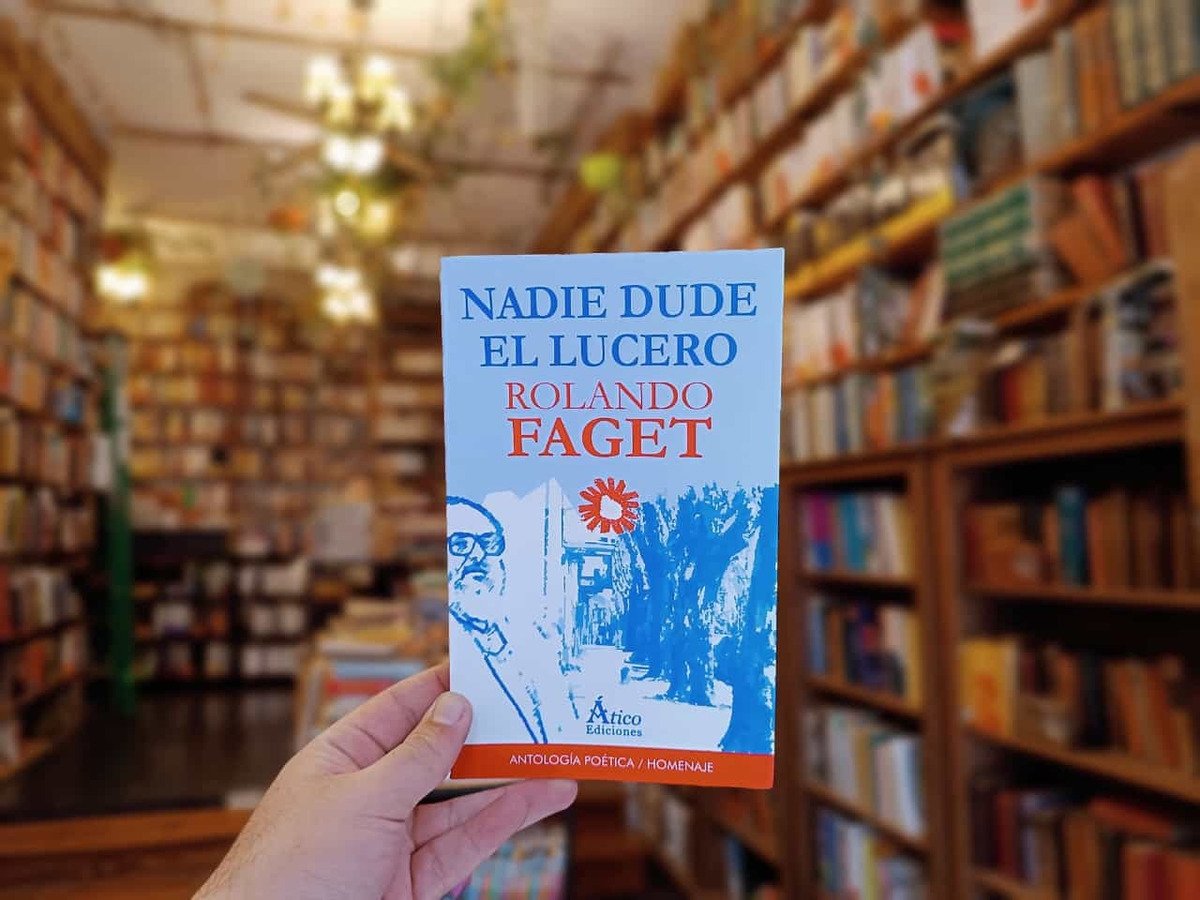 NADIE DUDE
EL LUCERO
ROLANDO
FAGET
Ático
Ediciones
ANTOLOGÍA POÉTICA / HOMENAJE